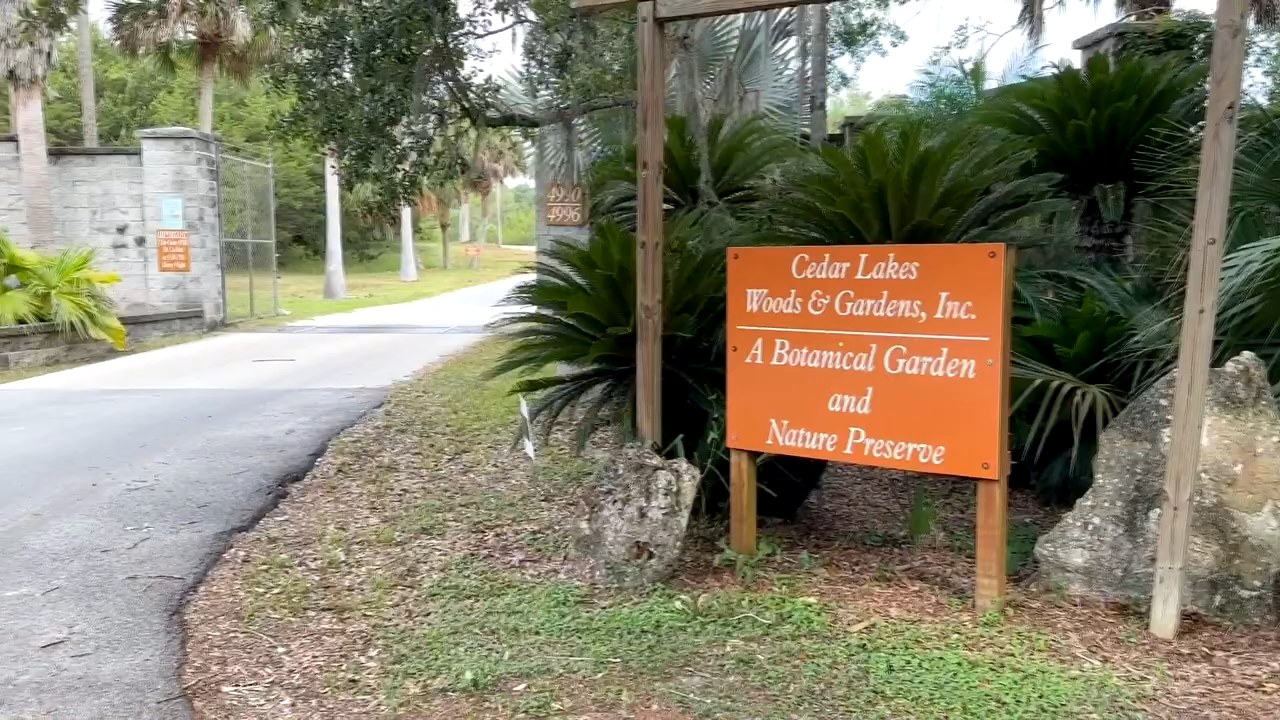 4990
4996
Cedar Lakes
Woods & Gardens, Inc.
A Botanical Garden
and
Nature Preserve